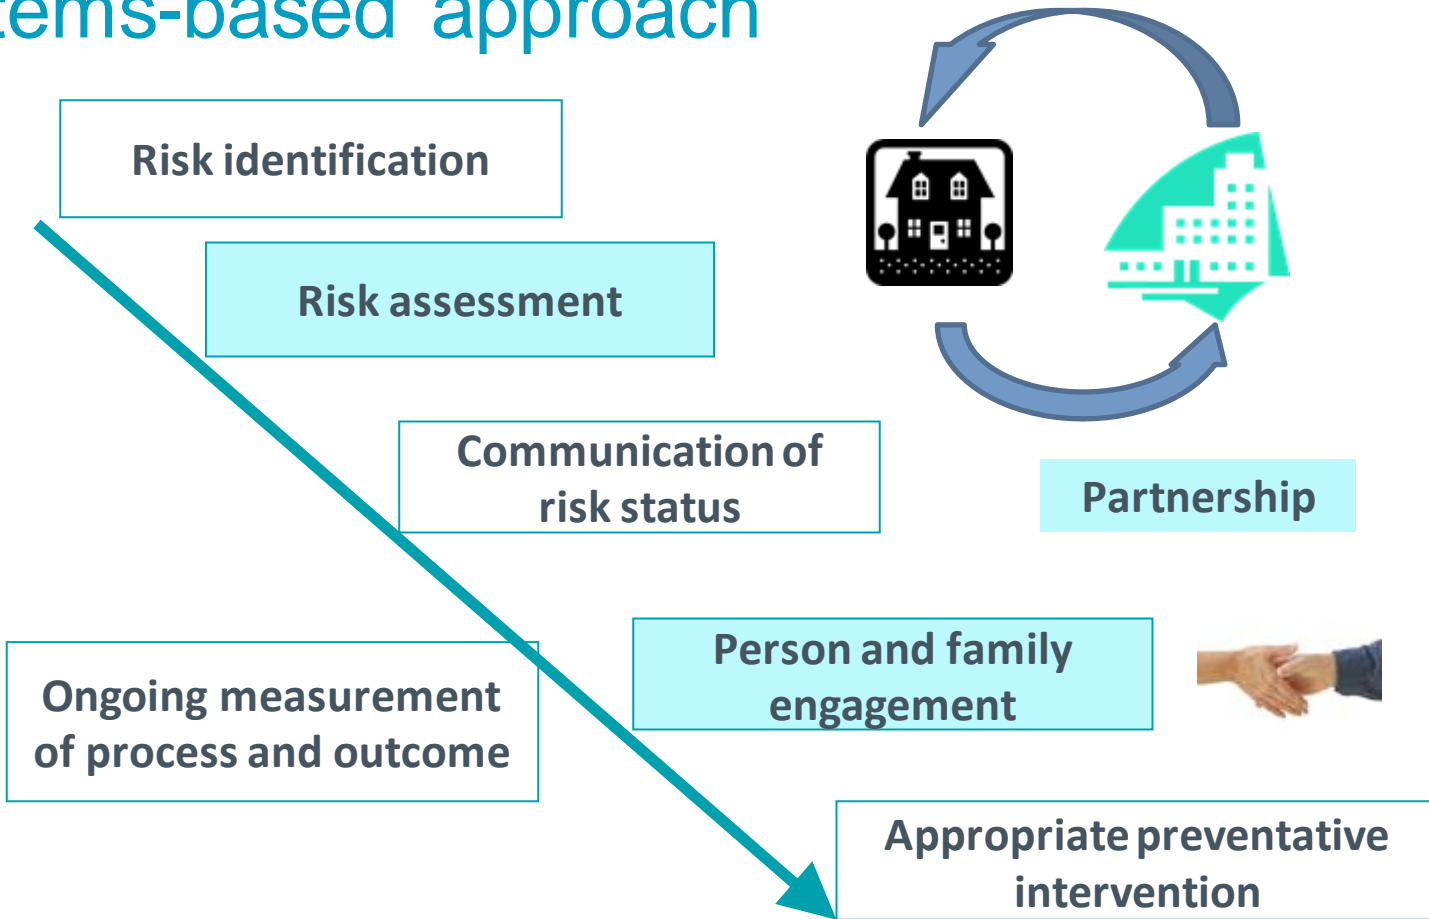 tems-based approach
Risk identification
Risk assessment
Communication of
risk status
Partnership
Person and family
engagement
Ongoing measurement
of process and outcome
Appropriate preventative
intervention